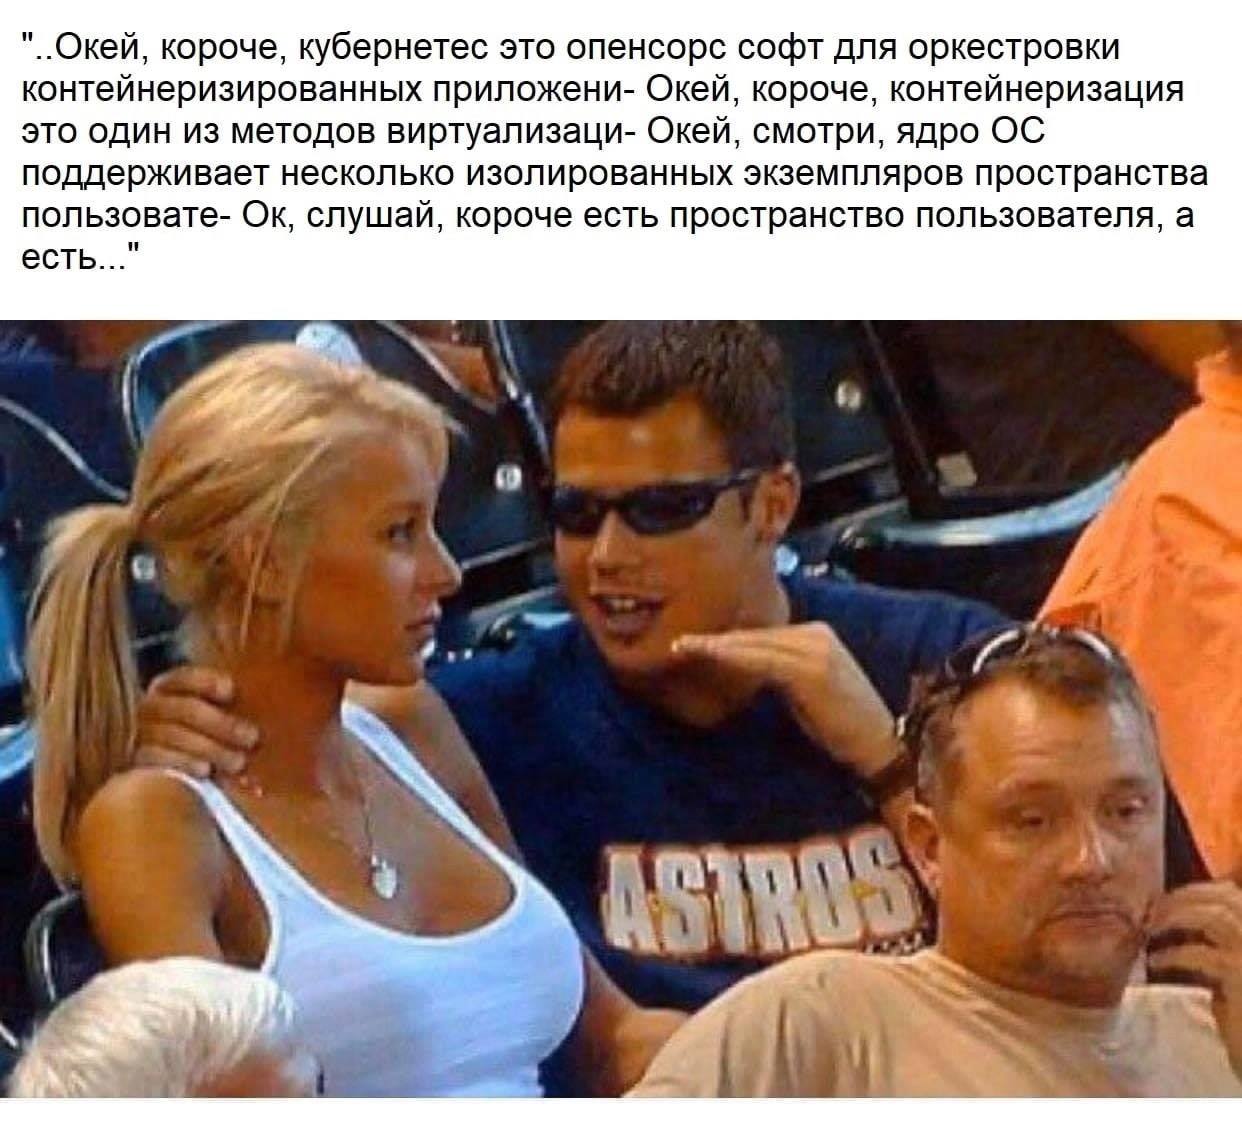 "..Окей, короче, кубернетес это опенсорс софт для оркестровки
контейнеризированных приложени- Окей, короче, контейнеризация
это один из методов виртуализаци- Окей, смотри, ядро ОС
поддерживает несколько изолированных экземпляров пространства
пользовате- Ок, слушай, короче есть пространство пользователя, а
есть..."
ASTROS